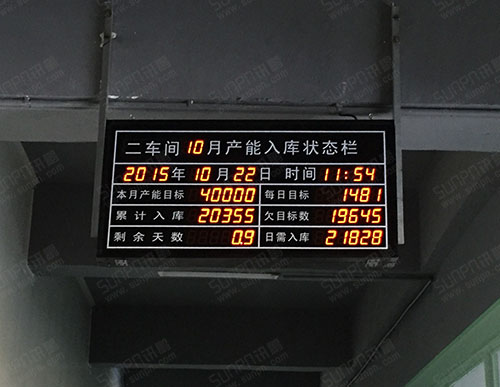 二车间 10月产能入库状态栏
2015年 10月 22日 时间 11:54
本月产能目标 40000 每日目标 1481
累计入库 20355 欠目标数 19645
剩余天数 0.9 日需入库 21828